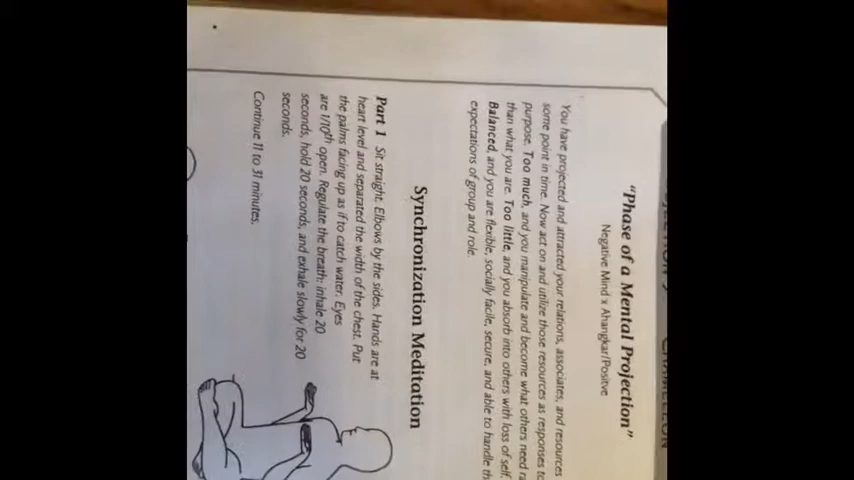 CHAMELEON
"Phase of a Mental Projection"
Negative Mind x Ahangkar/Positve
You have projected and attracted your relations, associates, and resources
some point in time. Now act on and utilize those resources as responses to
purpose. Too much, and you manipulate and become what others need
than what you are. Too little, and you absorb into others with loss of self.
Balanced, and you are flexible, socially facile, secure, and able to handle
expectations of group and role.
Synchronization Meditation
Part 1 Sit straight. Elbows by the sides. Hands are at
heart level and separated the width of the chest. Put
the palms facing up as if to catch water. Eyes
are 1/10th open. Regulate the breath: inhale 20
seconds, hold 20 seconds, and exhale slowly for 20
seconds.
Continue 11 to 31 minutes.